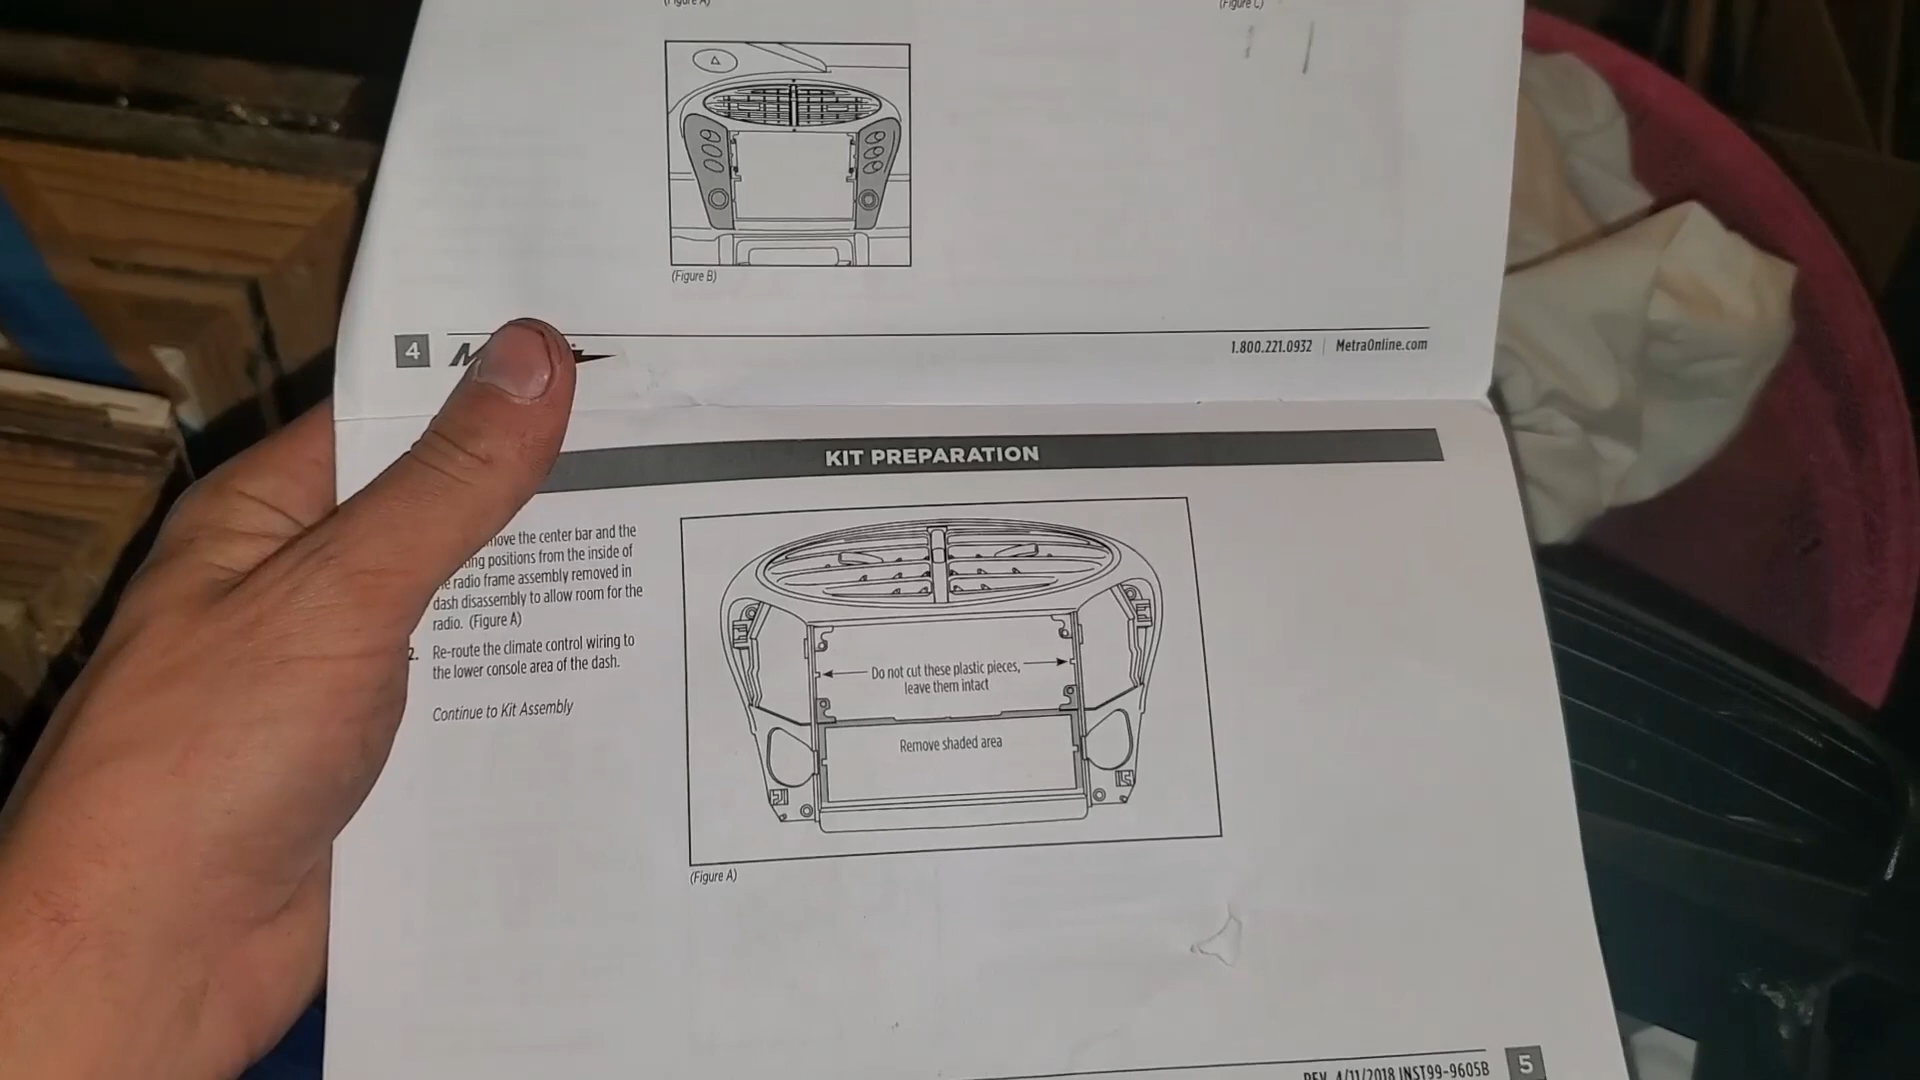 (Figure A)
(Figure C)
(Figure B)
4
1.800.221.0932 | MetraOnline.com
KIT PREPARATION
the center bar and the
positions from the inside of
radio frame assembly removed in
dash disassembly to allow room for the
radio. (Figure A)
2. Re-route the climate control wiring to
the lower console area of the dash.
Continue to Kit Assembly
Do not cut these plastic pieces,
leave them intact
Remove shaded area
(Figure A)
REV. 4/11/2018 INST99-9605B
5